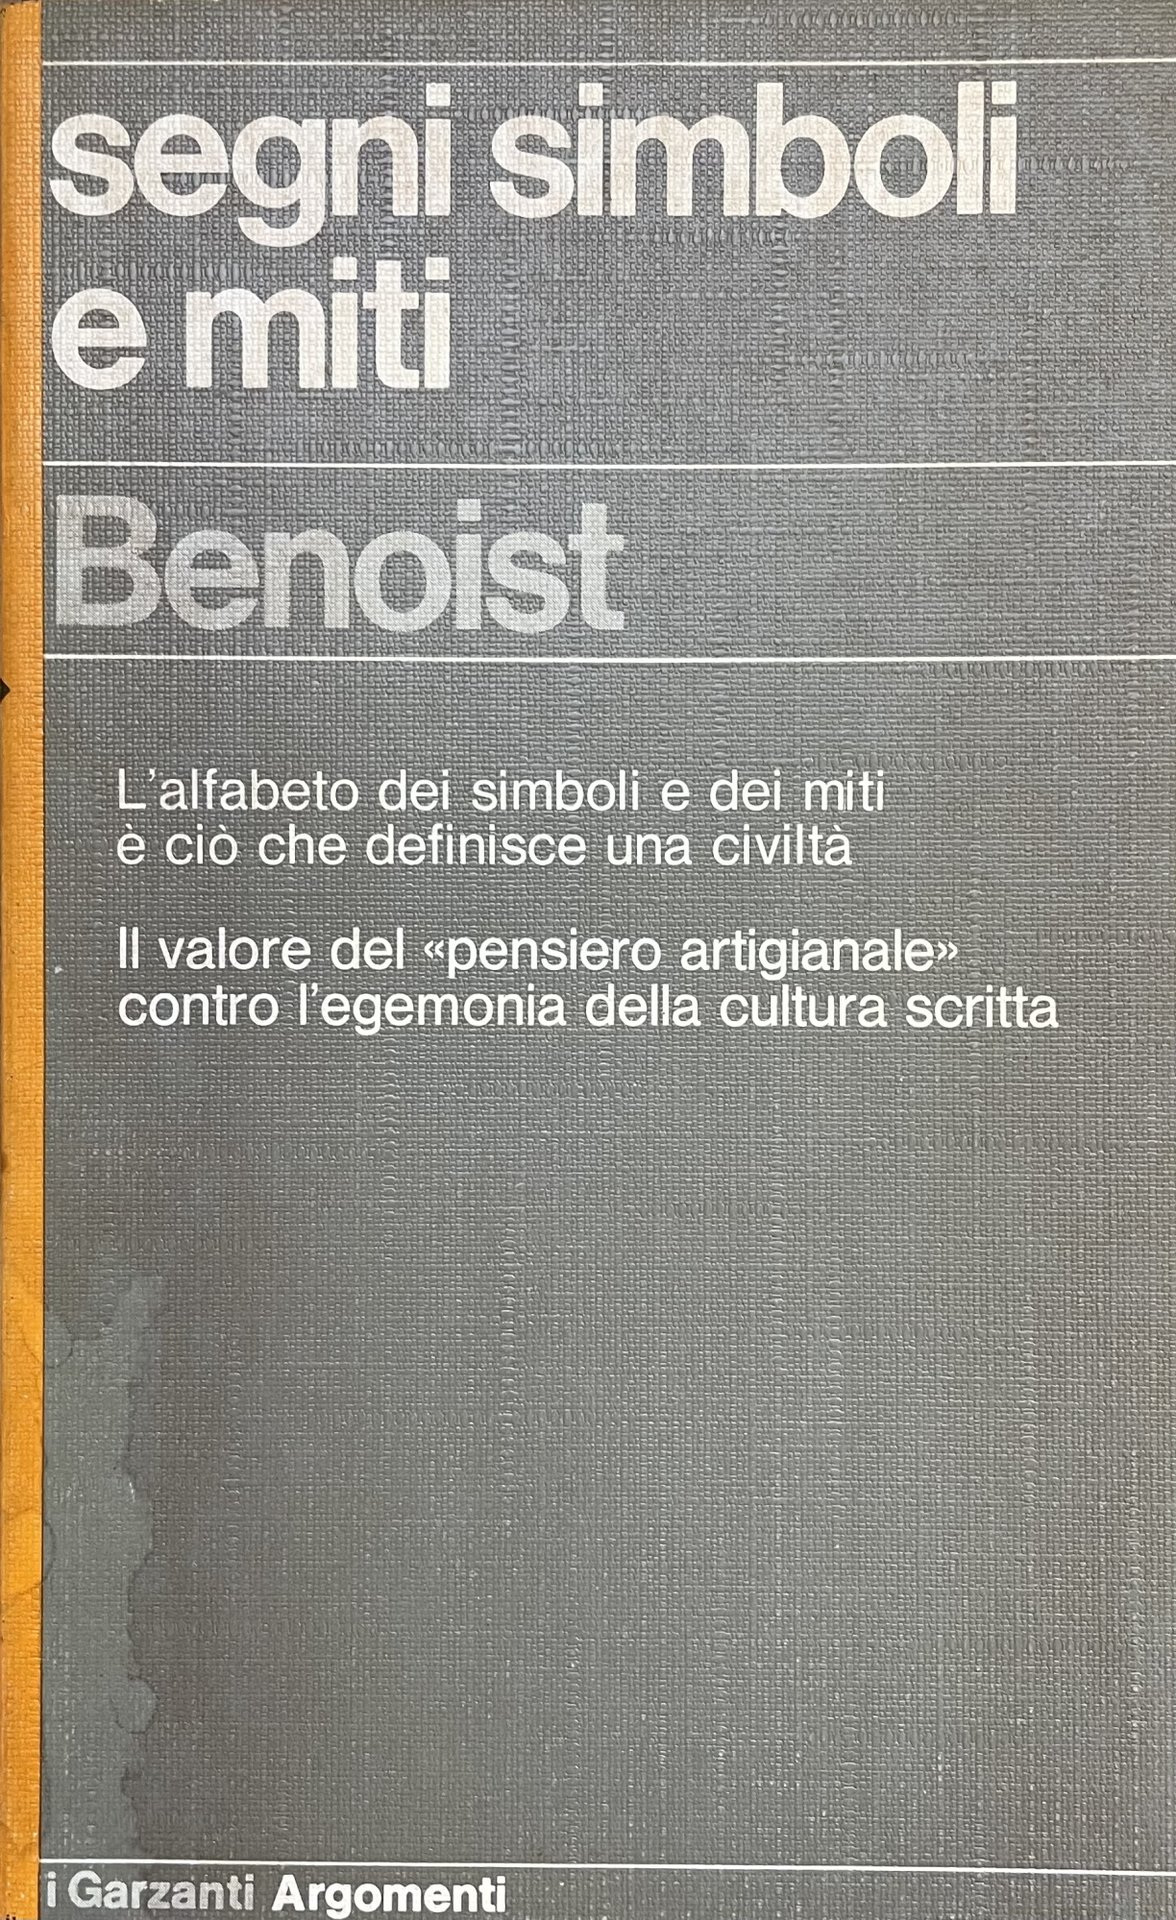 segni simboli
e miti
Benoist
L'alfabeto dei simboli e dei miti
è ciò che definisce una civiltà
Il valore del «pensiero artigianale»
contro l'egemonia della cultura scritta
i Garzanti Argomenti